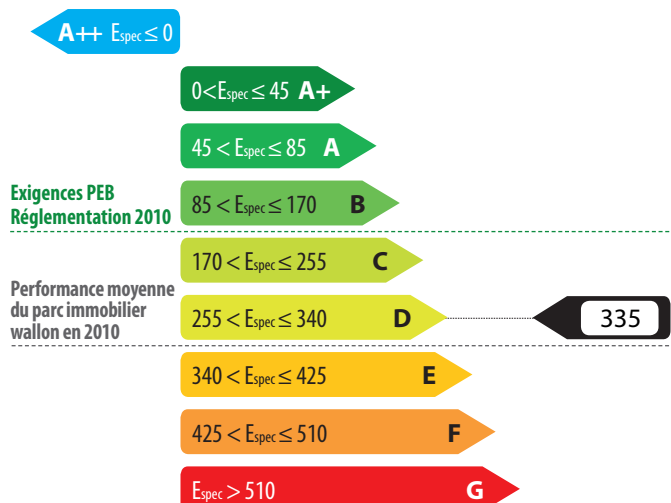 A++ Espec ≤ 0
0<Espec ≤ 45 A+
45 < Espec ≤ 85 A
Exigences PEB
Réglementation 2010
85 < Espec ≤ 170 B
170 < Espec ≤ 255 C
Performance moyenne
du parc immobilier
wallon en 2010
255 < Espec ≤ 340 D
335
340 < Espec ≤ 425 E
425 < Espec ≤ 510 F
Espec > 510 G